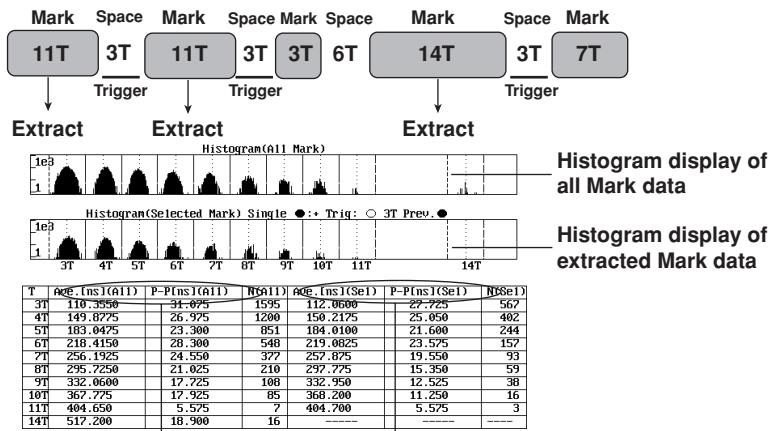 Mark Space Mark Space Mark Space Mark Space Mark
11T 3T 11T 3T 3T 6T 14T 3T 7T
Trigger Trigger Trigger
Extract Extract Extract
Histogram(All Mark)
1e3
1
Histogram display of
all Mark data
Histogram(Selected Mark) Single ●:+ Trig: ○ 3T Prev.●
1e3
1
3T 4T 5T 6T 7T 8T 9T 10T 11T 14T
Histogram display of
extracted Mark data
T Ave.[ns](All) P-P[ns](All) N(All) Ave.[ns](Sel) P-P[ns](Sel) N(Sel)
3T 110.3550 31.075 1595 112.0600 27.725 567
4T 149.8775 26.975 1200 150.2175 25.050 402
5T 183.0475 23.300 851 184.0100 21.600 244
6T 218.4150 28.300 548 219.0825 23.575 157
7T 256.1925 24.550 377 257.875 19.550 93
8T 295.7250 21.025 210 297.775 15.350 59
9T 332.0600 17.725 108 332.950 12.525 38
10T 367.775 17.925 85 368.200 11.250 16
11T 404.650 5.575 7 404.700 5.575 3
14T 517.200 18.900 16 ----- ----- ----